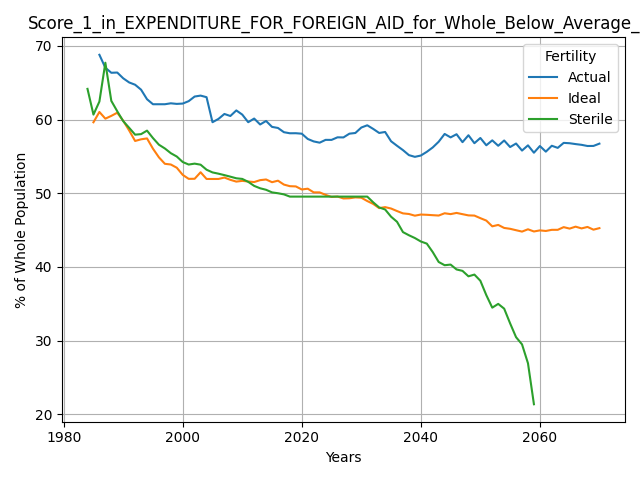 Score_1_in_EXPENDITURE_FOR_FOREIGN_AID_for_Whole_Below_Average_
Fertility
Actual
Ideal
Sterile
% of Whole Population
70
60
50
40
30
20
1980
2000
2020
2040
2060
Years